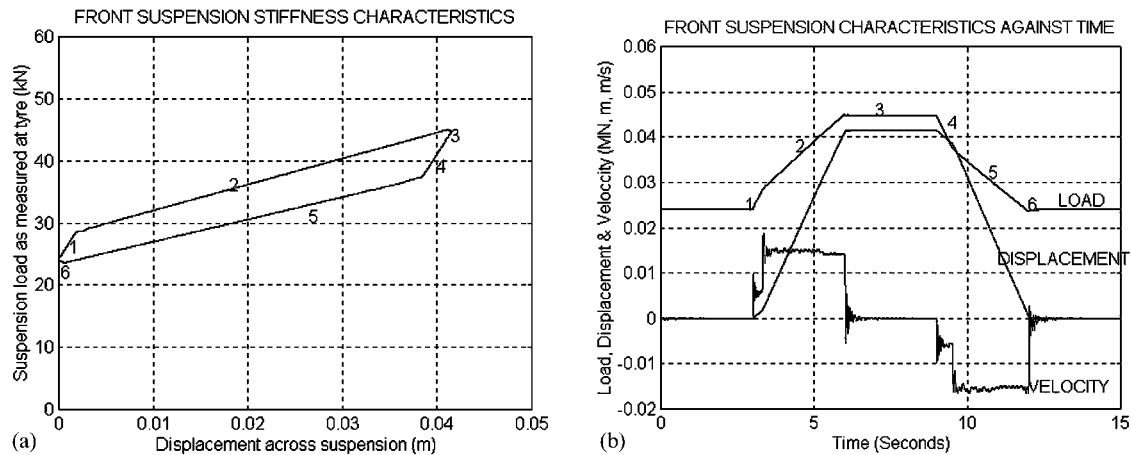 FRONT SUSPENSION STIFFNESS CHARACTERISTICS
60
50
40
30
20
10
0
Suspension load as measured at tyre (kN)
1
2
3
4
5
6
0 0.01 0.02 0.03 0.04 0.05
Displacement across suspension (m)
(a)
FRONT SUSPENSION CHARACTERISTICS AGAINST TIME
0.06
0.05
0.04
0.03
0.02
0.01
0
-0.01
-0.02
Load, Displacement & Veloccity (MN, m, m/s)
1
2
3
4
5
6
LOAD
DISPLACEMENT
VELOCITY
0 5 10 15
Time (Seconds)
(b)